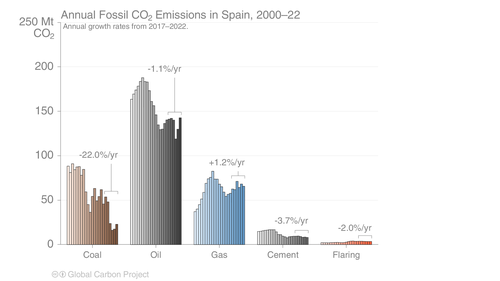 Annual Fossil CO₂ Emissions in Spain, 2000–22
Annual growth rates from 2017–2022.
250 Mt
CO₂
200
150
100
50
0
-22.0%/yr
-1.1%/yr
+1.2%/yr
-3.7%/yr
-2.0%/yr
Coal
Oil
Gas
Cement
Flaring
Global Carbon Project